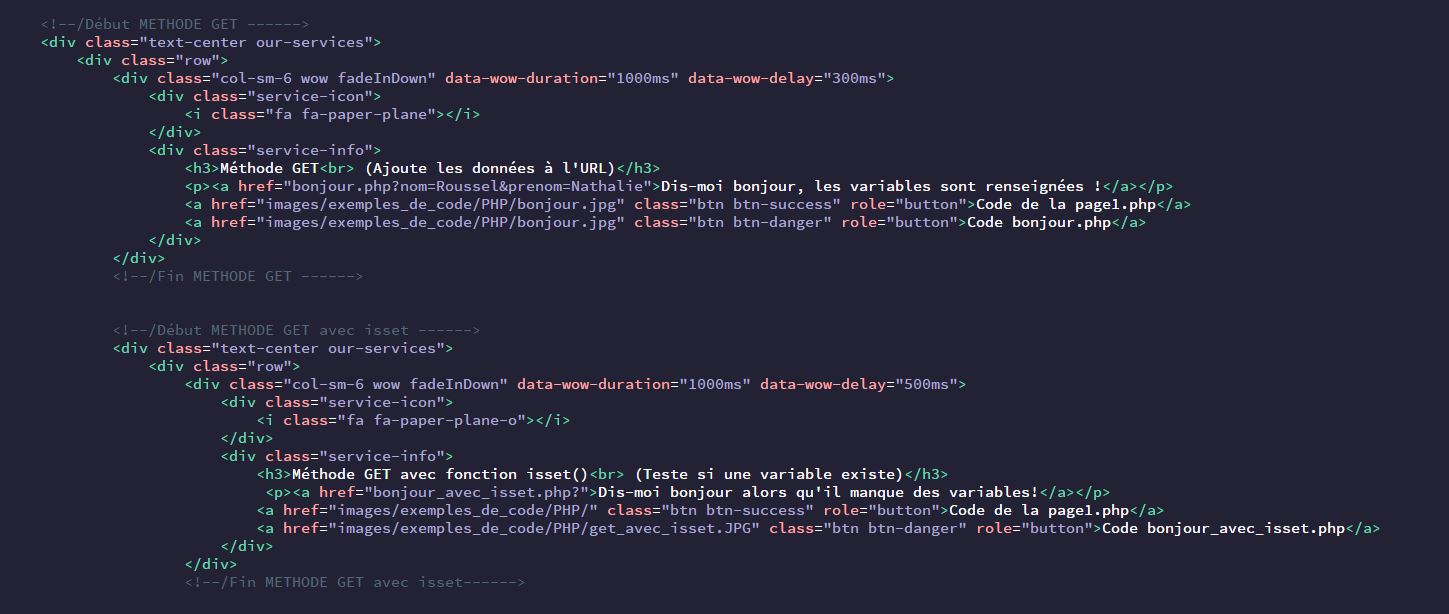 <!--/Début METHODE GET ------>
<div class="text-center our-services">
<div class="row">
<div class="col-sm-6 wow fadeInDown" data-wow-duration="1000ms" data-wow-delay="300ms">
<div class="service-icon">
<i class="fa fa-paper-plane"></i>
</div>
<div class="service-info">
<h3>Méthode GET<br> (Ajoute les données à l'URL)</h3>
<p><a href="bonjour.php?nom=Roussel&prenom=Nathalie">Dis-moi bonjour, les variables sont renseignées !</a></p>
<a href="images/exemples_de_code/PHP/bonjour.jpg" class="btn btn-success" role="button">Code de la page1.php</a>
<a href="images/exemples_de_code/PHP/bonjour.jpg" class="btn btn-danger" role="button">Code bonjour.php</a>
</div>
</div>
<!--/Fin METHODE GET ------>
<!--/Début METHODE GET avec isset ------>
<div class="text-center our-services">
<div class="row">
<div class="col-sm-6 wow fadeInDown" data-wow-duration="1000ms" data-wow-delay="500ms">
<div class="service-icon">
<i class="fa fa-paper-plane-o"></i>
</div>
<div class="service-info">
<h3>Méthode GET avec fonction isset()<br> (Teste si une variable existe)</h3>
<p><a href="bonjour_avec_isset.php?">Dis-moi bonjour alors qu'il manque des variables!</a></p>
<a href="images/exemples_de_code/PHP/" class="btn btn-success" role="button">Code de la page1.php</a>
<a href="images/exemples_de_code/PHP/get_avec_isset.JPG" class="btn btn-danger" role="button">Code bonjour_avec_isset.php</a>
</div>
</div>
<!--/Fin METHODE GET avec isset------>